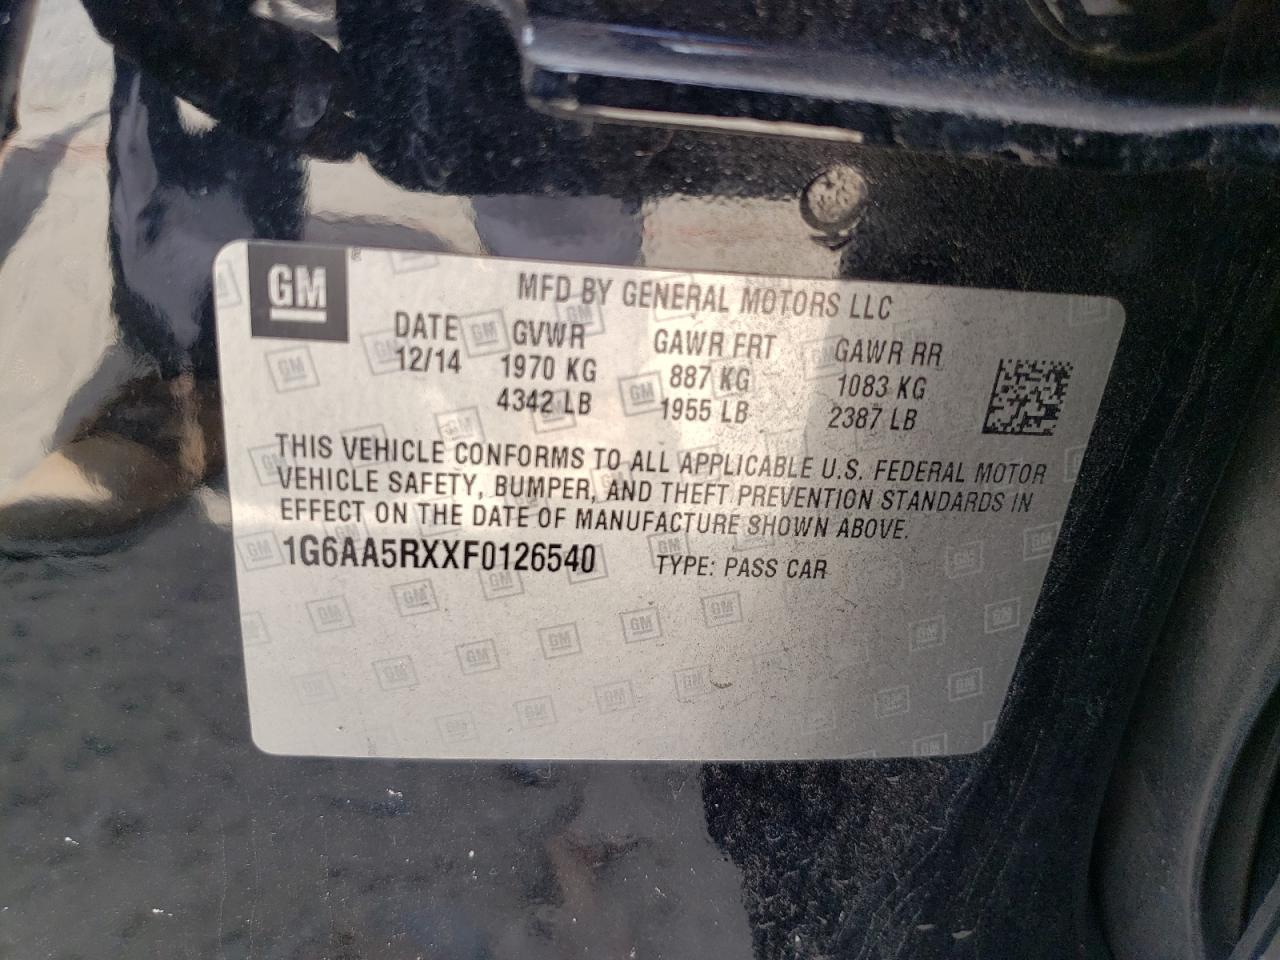 GM
MFD BY GENERAL MOTORS LLC
DATE GVWR GAWR FRT GAWR RR
12/14 1970 KG 887 KG 1083 KG
4342 LB 1955 LB 2387 LB
THIS VEHICLE CONFORMS TO ALL APPLICABLE U.S. FEDERAL MOTOR
VEHICLE SAFETY, BUMPER, AND THEFT PREVENTION STANDARDS IN
EFFECT ON THE DATE OF MANUFACTURE SHOWN ABOVE.
1G6AA5RXXF0126540 TYPE: PASS CAR